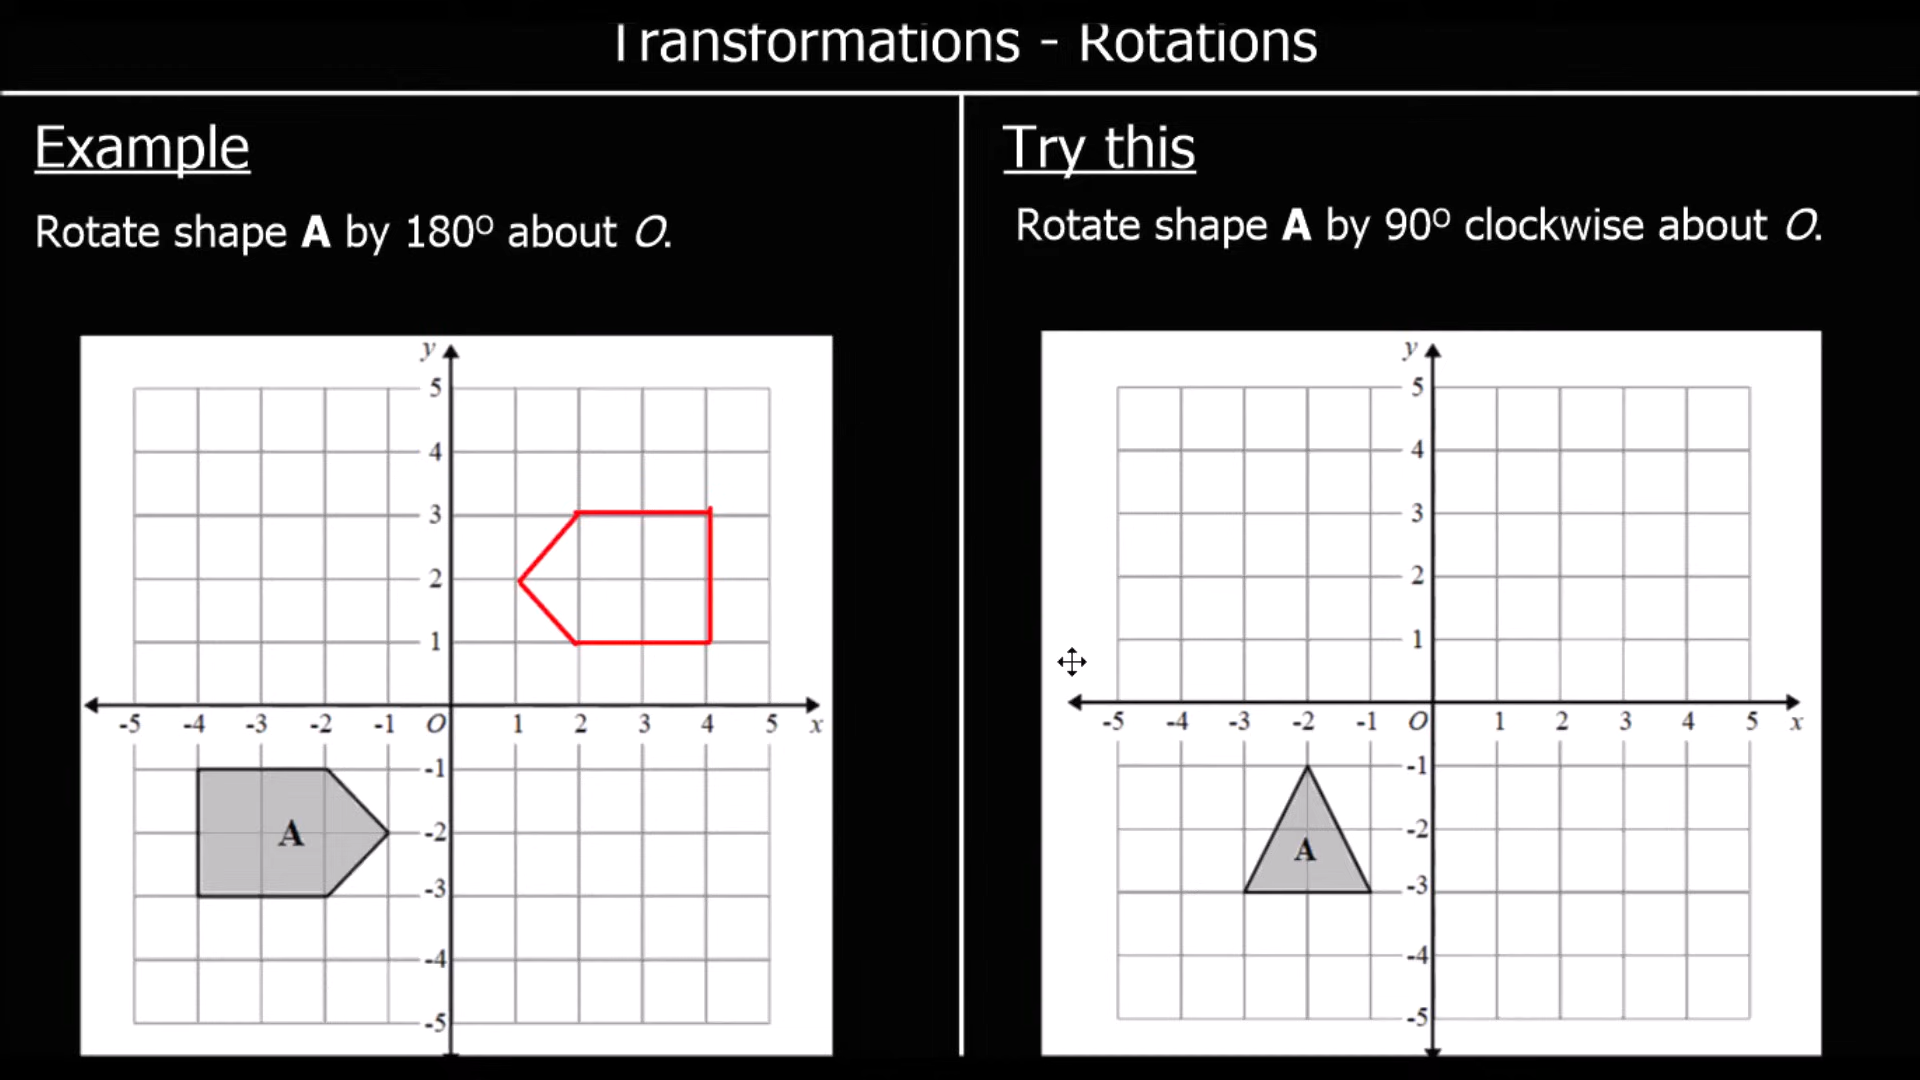 Transformations - Rotations
Example
Rotate shape A by 180º about O.
y
5
4
3
2
1
-5 -4 -3 -2 -1 O 1 2 3 4 5 x
-1
A
-2
-3
-4
-5
Try this
Rotate shape A by 90º clockwise about O.
y
5
4
3
2
1
-5 -4 -3 -2 -1 O 1 2 3 4 5 x
-1
-2
A
-3
-4
-5